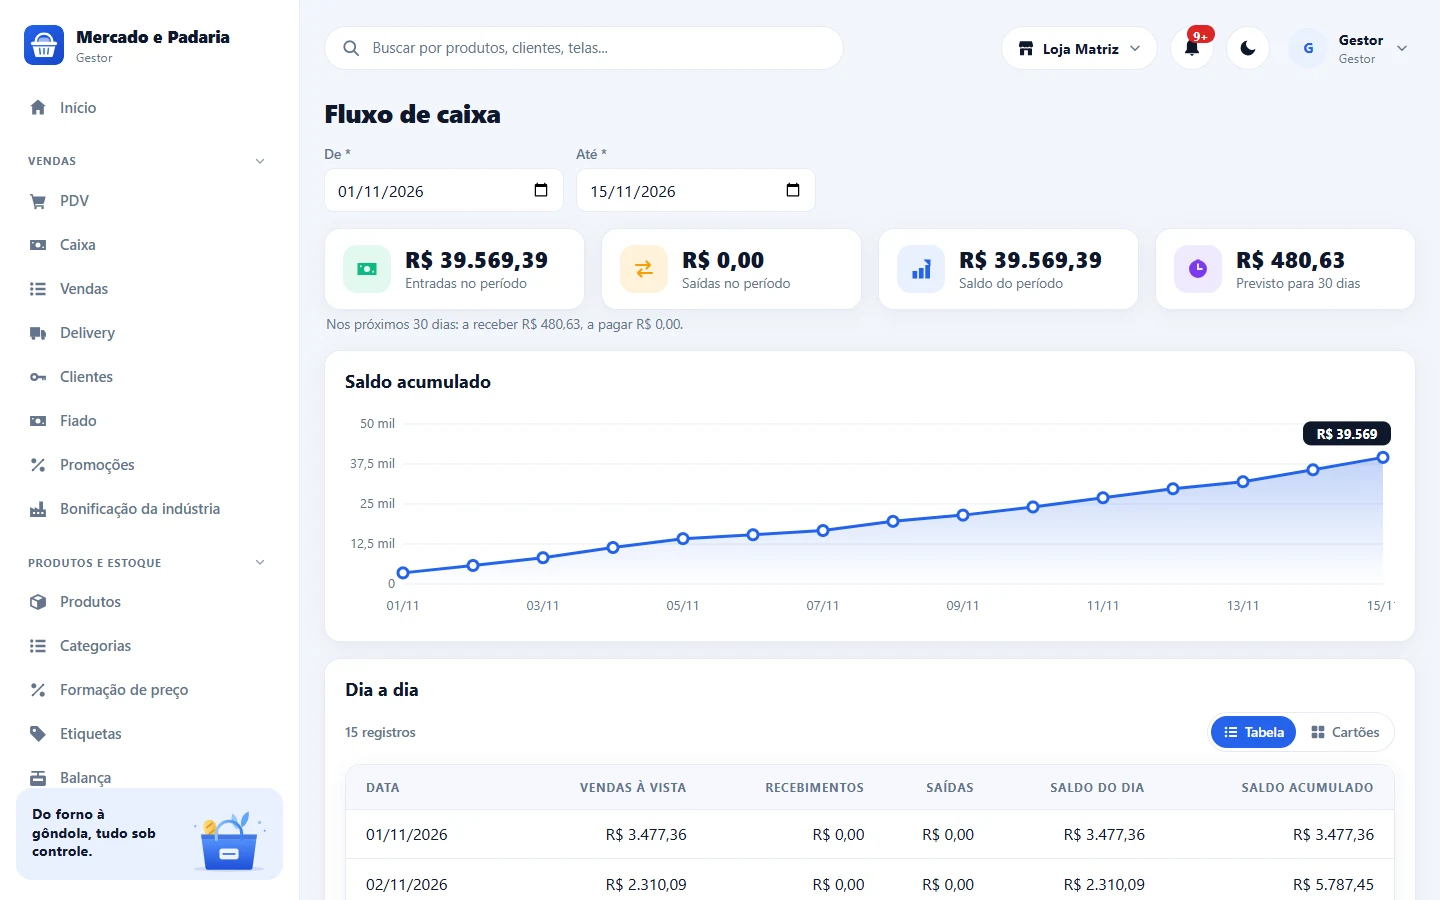 Mercado e Padaria
Gestor
Início
VENDAS
PDV
Caixa
Vendas
Delivery
Clientes
Fiado
Promoções
Bonificação da indústria
PRODUTOS E ESTOQUE
Produtos
Categorias
Formação de preço
Etiquetas
Balança
Do forno à
gôndola, tudo sob
controle.
Buscar por produtos, clientes, telas...
Loja Matriz
9+
G
Gestor
Gestor
Fluxo de caixa
De *
Até *
01/11/2026
15/11/2026
R$ 39.569,39
Entradas no período
R$ 0,00
Saídas no período
R$ 39.569,39
Saldo do período
R$ 480,63
Previsto para 30 dias
Nos próximos 30 dias: a receber R$ 480,63, a pagar R$ 0,00.
Saldo acumulado
50 mil
37,5 mil
25 mil
12,5 mil
0
R$ 39.569
01/11 03/11 05/11 07/11 09/11 11/11 13/11 15/1
Dia a dia
15 registros
Tabela
Cartões
DATA VENDAS À VISTA RECEBIMENTOS SAÍDAS SALDO DO DIA SALDO ACUMULADO
01/11/2026 R$ 3.477,36 R$ 0,00 R$ 0,00 R$ 3.477,36 R$ 3.477,36
02/11/2026 R$ 2.310,09 R$ 0,00 R$ 0,00 R$ 2.310,09 R$ 5.787,45